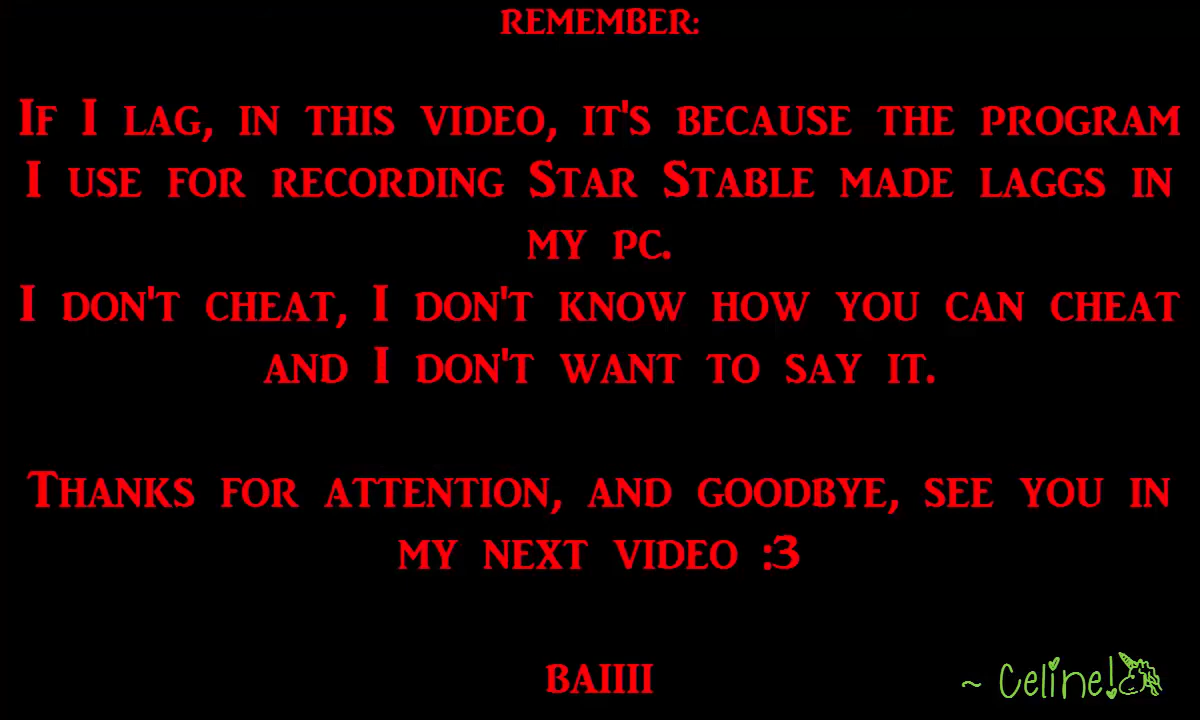 REMEMBER:
If I lag, in this video, it's because the program
I use for recording Star Stable made laggs in
my pc.
I don't cheat, I don't know how you can cheat
and I don't want to say it.
Thanks for attention, and goodbye, see you in
my next video :3
BAIIII
~ Celine!